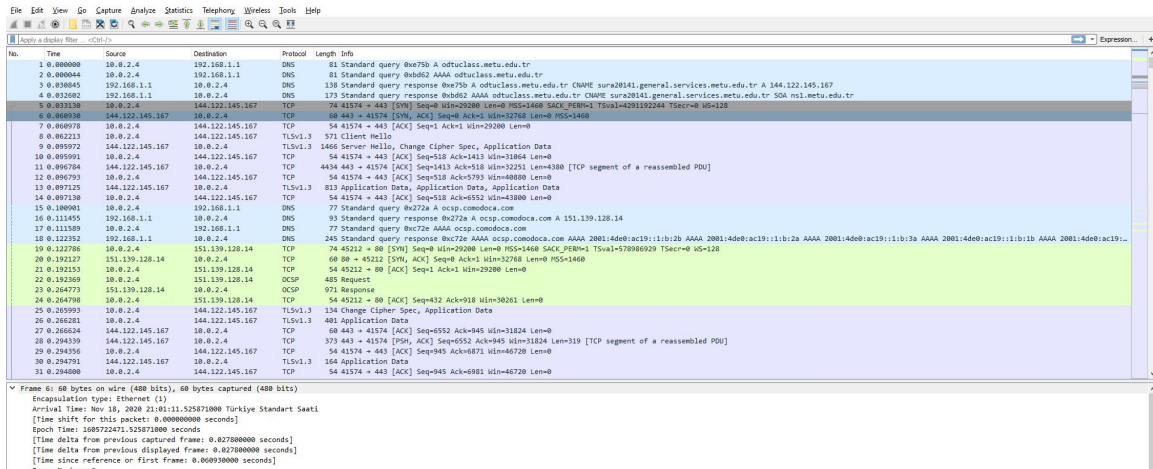 File Edit View Go Capture Analyze Statistics Telephony Wireless Tools Help
Apply a display filter ... <Ctrl-/> Expression... +
No. Time Source Destination Protocol Length Info
1 0.000000 10.0.2.4 192.168.1.1 DNS 81 Standard query 0xe75b A odtuclass.metu.edu.tr
2 0.000044 10.0.2.4 192.168.1.1 DNS 81 Standard query 0xbd62 AAAA odtuclass.metu.edu.tr
3 0.030845 192.168.1.1 10.0.2.4 DNS 138 Standard query response 0xe75b A odtuclass.metu.edu.tr CNAME sura20141.general.services.metu.edu.tr A 144.122.145.167
4 0.032602 192.168.1.1 10.0.2.4 DNS 173 Standard query response 0xbd62 AAAA odtuclass.metu.edu.tr CNAME sura20141.general.services.metu.edu.tr SOA ns1.metu.edu.tr
5 0.033130 10.0.2.4 144.122.145.167 TCP 74 41574 → 443 [SYN] Seq=0 Win=29200 Len=0 MSS=1460 SACK_PERM=1 TSval=4291192244 TSecr=0 WS=128
6 0.060930 144.122.145.167 10.0.2.4 TCP 60 443 → 41574 [SYN, ACK] Seq=0 Ack=1 Win=32768 Len=0 MSS=1460
7 0.060978 10.0.2.4 144.122.145.167 TCP 54 41574 → 443 [ACK] Seq=1 Ack=1 Win=29200 Len=0
8 0.062213 10.0.2.4 144.122.145.167 TLSv1.3 571 Client Hello
9 0.095972 144.122.145.167 10.0.2.4 TLSv1.3 1466 Server Hello, Change Cipher Spec, Application Data
10 0.095991 10.0.2.4 144.122.145.167 TCP 54 41574 → 443 [ACK] Seq=518 Ack=1413 Win=31064 Len=0
11 0.096784 144.122.145.167 10.0.2.4 TCP 4434 443 → 41574 [ACK] Seq=1413 Ack=518 Win=32251 Len=4380 [TCP segment of a reassembled PDU]
12 0.096793 10.0.2.4 144.122.145.167 TCP 54 41574 → 443 [ACK] Seq=518 Ack=5793 Win=40880 Len=0
13 0.097125 144.122.145.167 10.0.2.4 TLSv1.3 813 Application Data, Application Data, Application Data
14 0.097130 10.0.2.4 144.122.145.167 TCP 54 41574 → 443 [ACK] Seq=518 Ack=6552 Win=43800 Len=0
15 0.100901 10.0.2.4 192.168.1.1 DNS 77 Standard query 0x272a A ocsp.comodoca.com
16 0.111455 192.168.1.1 10.0.2.4 DNS 93 Standard query response 0x272a A ocsp.comodoca.com A 151.139.128.14
17 0.111589 10.0.2.4 192.168.1.1 DNS 77 Standard query 0xc72e AAAA ocsp.comodoca.com
18 0.122352 192.168.1.1 10.0.2.4 DNS 245 Standard query response 0xc72e AAAA ocsp.comodoca.com AAAA 2001:4de0:ac19::1:b:2b AAAA 2001:4de0:ac19::1:b:2a AAAA 2001:4de0:ac19::1:b:3a AAAA 2001:4de0:ac19::1:b:1b AAAA 2001:4de0:ac19:…
19 0.122786 10.0.2.4 151.139.128.14 TCP 74 45212 → 80 [SYN] Seq=0 Win=29200 Len=0 MSS=1460 SACK_PERM=1 TSval=578986929 TSecr=0 WS=128
20 0.192127 151.139.128.14 10.0.2.4 TCP 60 80 → 45212 [SYN, ACK] Seq=0 Ack=1 Win=32768 Len=0 MSS=1460
21 0.192153 10.0.2.4 151.139.128.14 TCP 54 45212 → 80 [ACK] Seq=1 Ack=1 Win=29200 Len=0
22 0.192369 10.0.2.4 151.139.128.14 OCSP 485 Request
23 0.264773 151.139.128.14 10.0.2.4 OCSP 971 Response
24 0.264798 10.0.2.4 151.139.128.14 TCP 54 45212 → 80 [ACK] Seq=432 Ack=918 Win=30261 Len=0
25 0.265993 10.0.2.4 144.122.145.167 TLSv1.3 134 Change Cipher Spec, Application Data
26 0.266281 10.0.2.4 144.122.145.167 TLSv1.3 401 Application Data
27 0.266624 144.122.145.167 10.0.2.4 TCP 60 443 → 41574 [ACK] Seq=6552 Ack=945 Win=31824 Len=0
28 0.294339 144.122.145.167 10.0.2.4 TCP 373 443 → 41574 [PSH, ACK] Seq=6552 Ack=945 Win=31824 Len=319 [TCP segment of a reassembled PDU]
29 0.294356 10.0.2.4 144.122.145.167 TCP 54 41574 → 443 [ACK] Seq=945 Ack=6871 Win=46720 Len=0
30 0.294791 144.122.145.167 10.0.2.4 TLSv1.3 164 Application Data
31 0.294800 10.0.2.4 144.122.145.167 TCP 54 41574 → 443 [ACK] Seq=945 Ack=6981 Win=46720 Len=0
Frame 6: 60 bytes on wire (480 bits), 60 bytes captured (480 bits)
Encapsulation type: Ethernet (1)
Arrival Time: Nov 18, 2020 21:01:11.525871000 Türkiye Standart Saati
[Time shift for this packet: 0.000000000 seconds]
Epoch Time: 1605722471.525871000 seconds
[Time delta from previous captured frame: 0.027800000 seconds]
[Time delta from previous displayed frame: 0.027800000 seconds]
[Time since reference or first frame: 0.060930000 seconds]